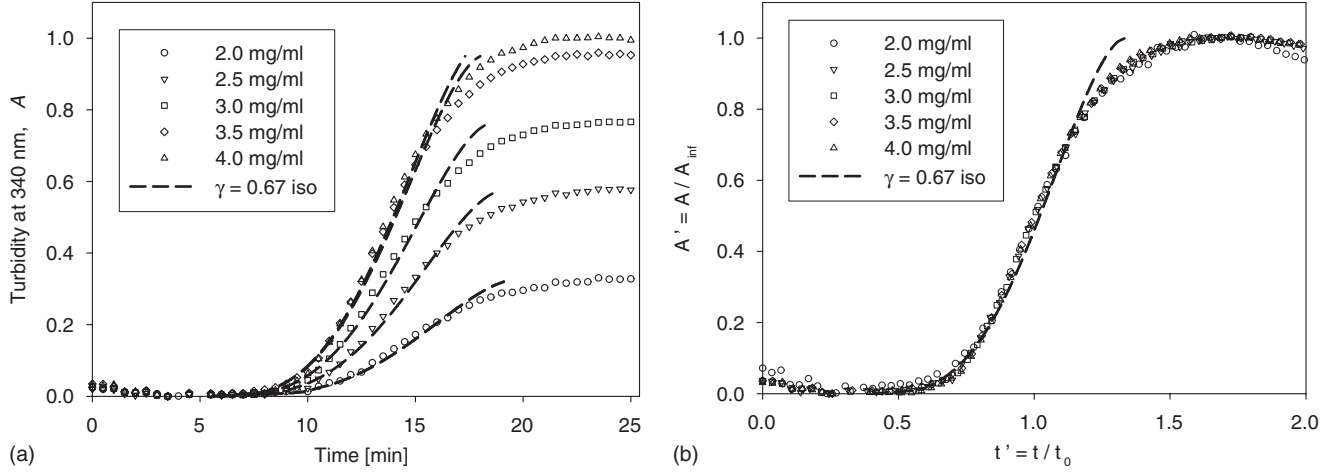 1.0
0.8
0.6
0.4
0.2
0.0
Turbidity at 340 nm, A
2.0 mg/ml
2.5 mg/ml
3.0 mg/ml
3.5 mg/ml
4.0 mg/ml
γ = 0.67 iso
0 5 10 15 20 25
Time [min]
(a)
1.0
0.8
0.6
0.4
0.2
0.0
A' = A / A inf
2.0 mg/ml
2.5 mg/ml
3.0 mg/ml
3.5 mg/ml
4.0 mg/ml
γ = 0.67 iso
0.0 0.5 1.0 1.5 2.0
t' = t / t0
(b)